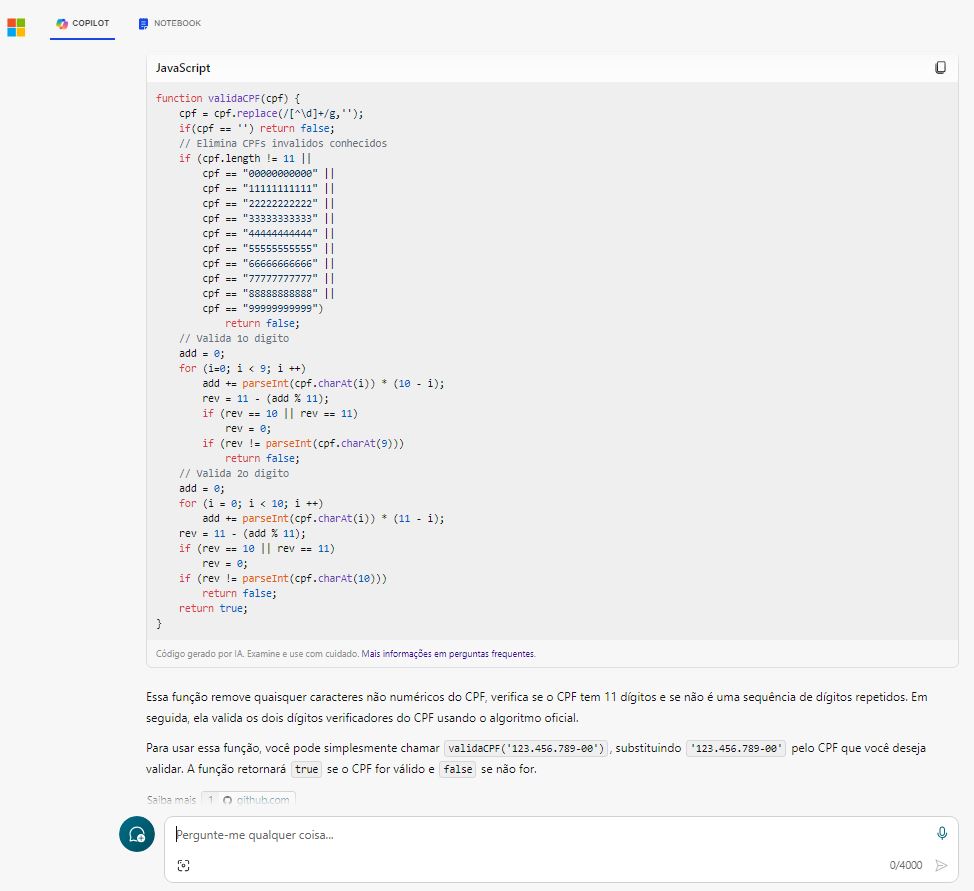 COPILOT
NOTEBOOK
JavaScript
function validaCPF(cpf) {
    cpf = cpf.replace(/[^\d]+/g,'');
    if(cpf == '') return false;
    // Elimina CPFs invalidos conhecidos
    if (cpf.length != 11 ||
        cpf == "00000000000" ||
        cpf == "11111111111" ||
        cpf == "22222222222" ||
        cpf == "33333333333" ||
        cpf == "44444444444" ||
        cpf == "55555555555" ||
        cpf == "66666666666" ||
        cpf == "77777777777" ||
        cpf == "88888888888" ||
        cpf == "99999999999")
            return false;
    // Valida 1o digito
    add = 0;
    for (i=0; i < 9; i ++)
        add += parseInt(cpf.charAt(i)) * (10 - i);
        rev = 11 - (add % 11);
        if (rev == 10 || rev == 11)
            rev = 0;
        if (rev != parseInt(cpf.charAt(9)))
            return false;
    // Valida 2o digito
    add = 0;
    for (i = 0; i < 10; i ++)
        add += parseInt(cpf.charAt(i)) * (11 - i);
    rev = 11 - (add % 11);
    if (rev == 10 || rev == 11)
        rev = 0;
    if (rev != parseInt(cpf.charAt(10)))
        return false;
    return true;
}
Código gerado por IA. Examine e use com cuidado. Mais informações em perguntas frequentes.
Essa função remove quaisquer caracteres não numéricos do CPF, verifica se o CPF tem 11 dígitos e se não é uma sequência de dígitos repetidos. Em
seguida, ela valida os dois dígitos verificadores do CPF usando o algoritmo oficial.
Para usar essa função, você pode simplesmente chamar validaCPF('123.456.789-00'), substituindo '123.456.789-00' pelo CPF que você deseja
validar. A função retornará true se o CPF for válido e false se não for.
Saiba mais 1 github.com
Pergunte-me qualquer coisa...
0/4000